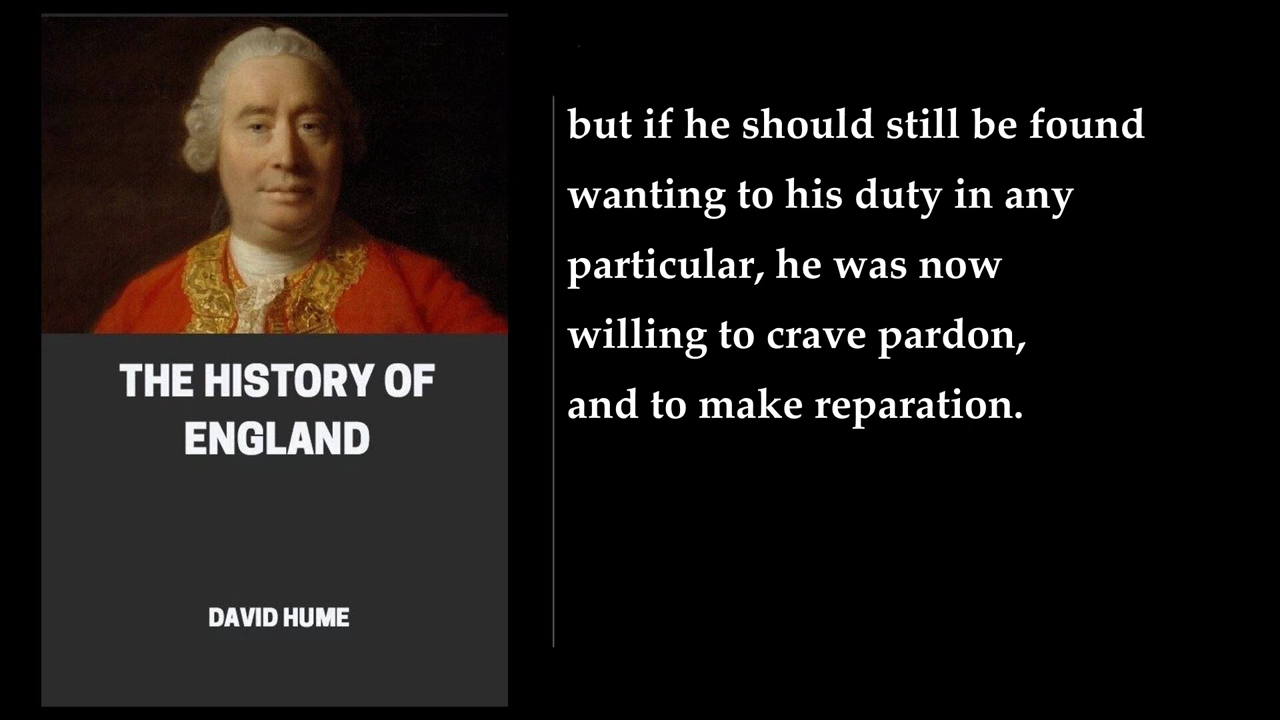 THE HISTORY OF
ENGLAND
DAVID HUME
but if he should still be found
wanting to his duty in any
particular, he was now
willing to crave pardon,
and to make reparation.